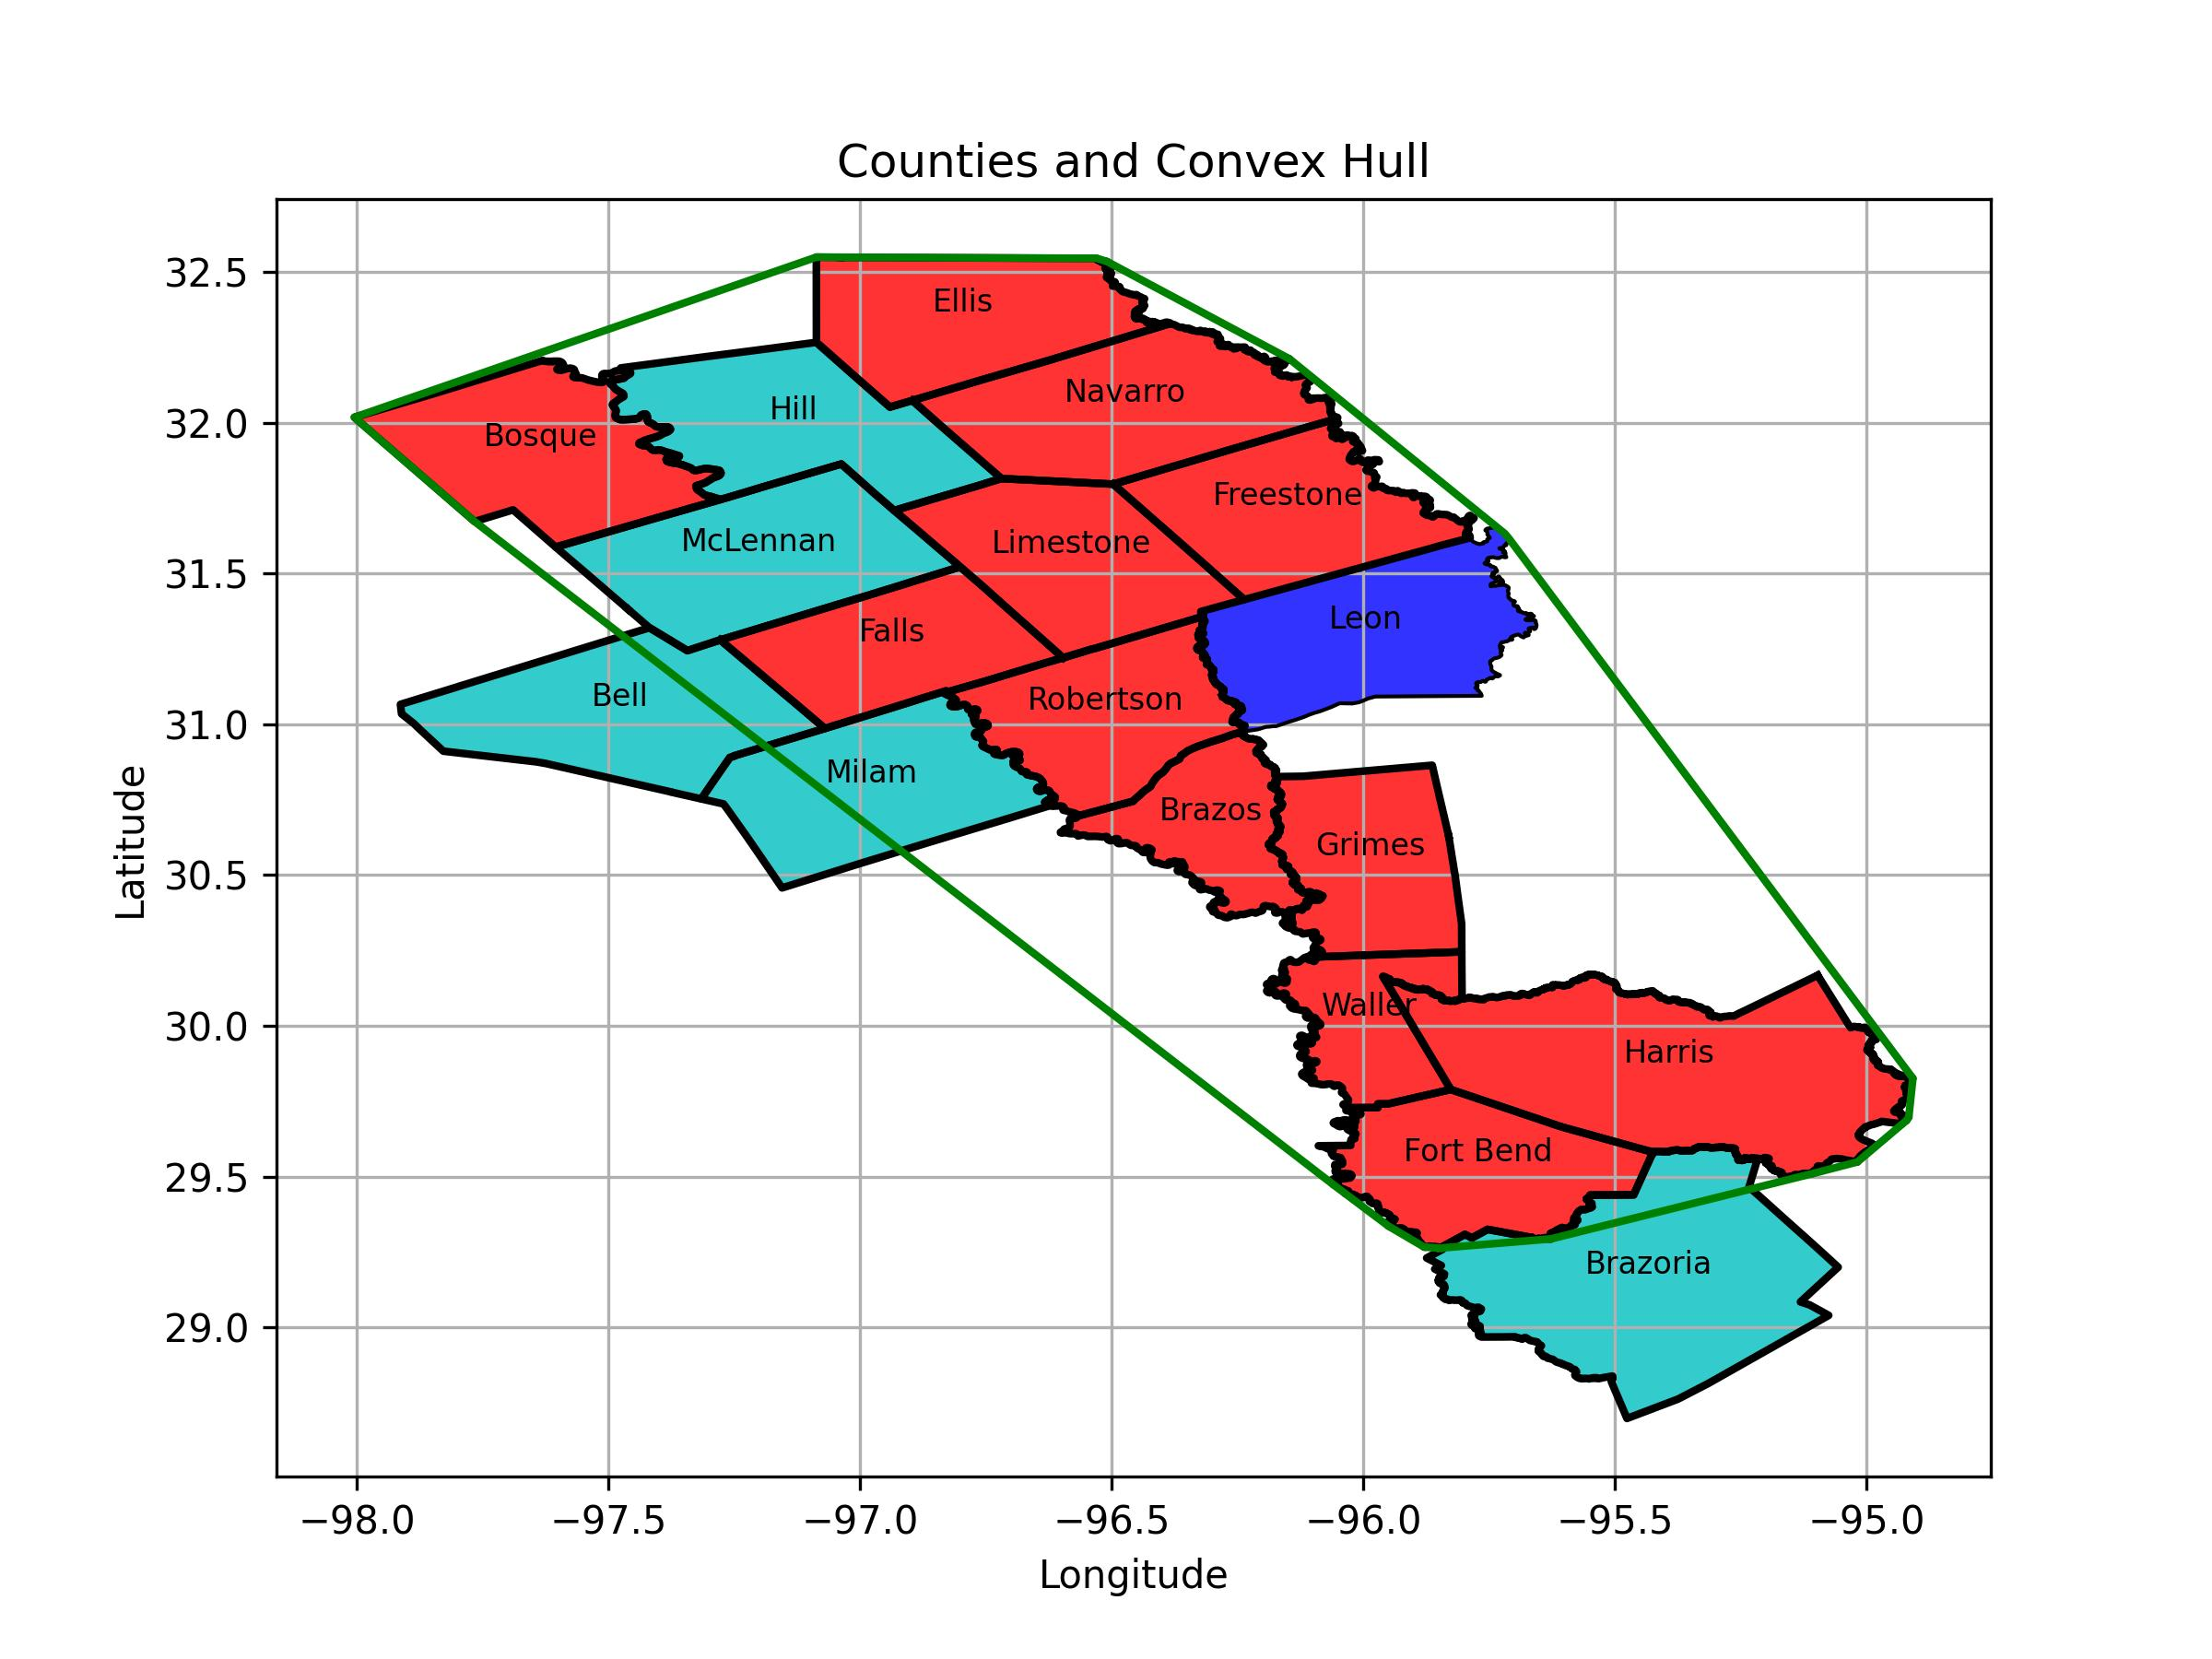 Counties and Convex Hull
32.5
32.0
31.5
31.0
30.5
30.0
29.5
29.0
Latitude
Ellis
Navarro
Hill
Bosque
Freestone
McLennan
Limestone
Leon
Falls
Bell
Robertson
Milam
Brazos
Grimes
Waller
Harris
Fort Bend
Brazoria
−98.0 −97.5 −97.0 −96.5 −96.0 −95.5 −95.0
Longitude